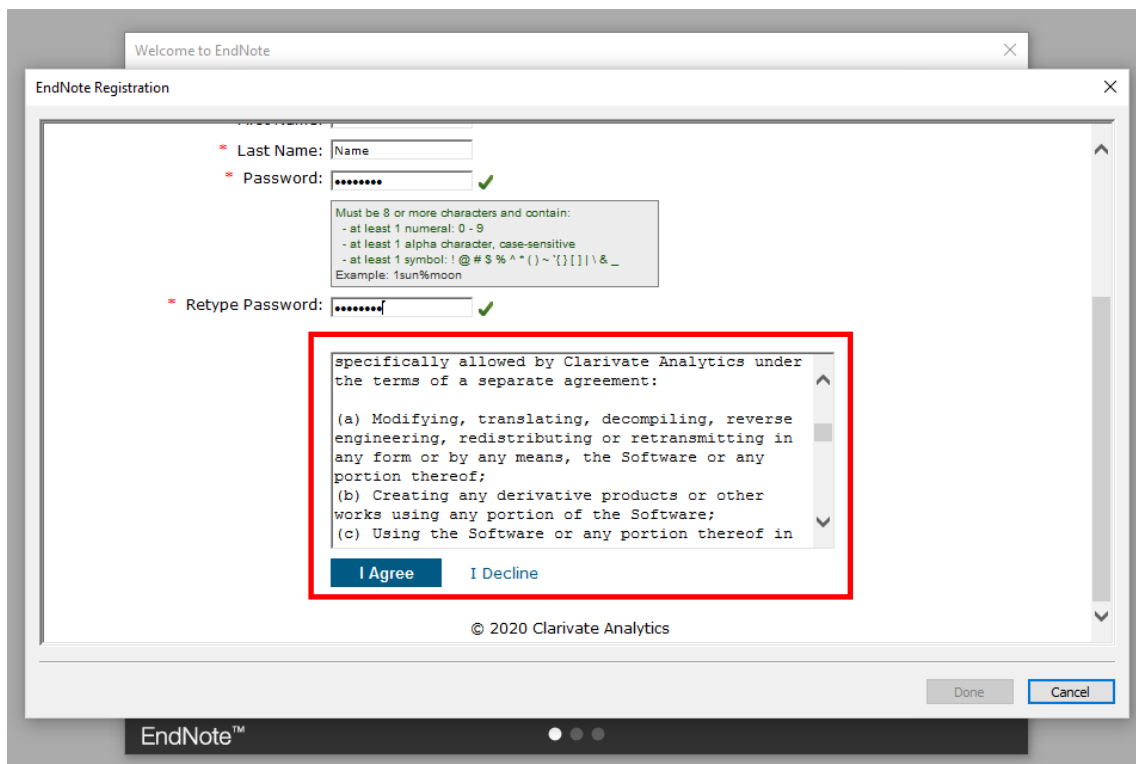 Welcome to EndNote
EndNote Registration
* Last Name: Name
* Password: ••••••••
Must be 8 or more characters and contain:
- at least 1 numeral: 0 - 9
- at least 1 alpha character, case-sensitive
- at least 1 symbol: ! @ # $ % ^ * ( ) ~ `{ } [ ] | \ & _
Example: 1sun%moon
* Retype Password: ••••••••
specifically allowed by Clarivate Analytics under
the terms of a separate agreement:
(a) Modifying, translating, decompiling, reverse
engineering, redistributing or retransmitting in
any form or by any means, the Software or any
portion thereof;
(b) Creating any derivative products or other
works using any portion of the Software;
(c) Using the Software or any portion thereof in
I Agree I Decline
© 2020 Clarivate Analytics
Done Cancel
EndNote™